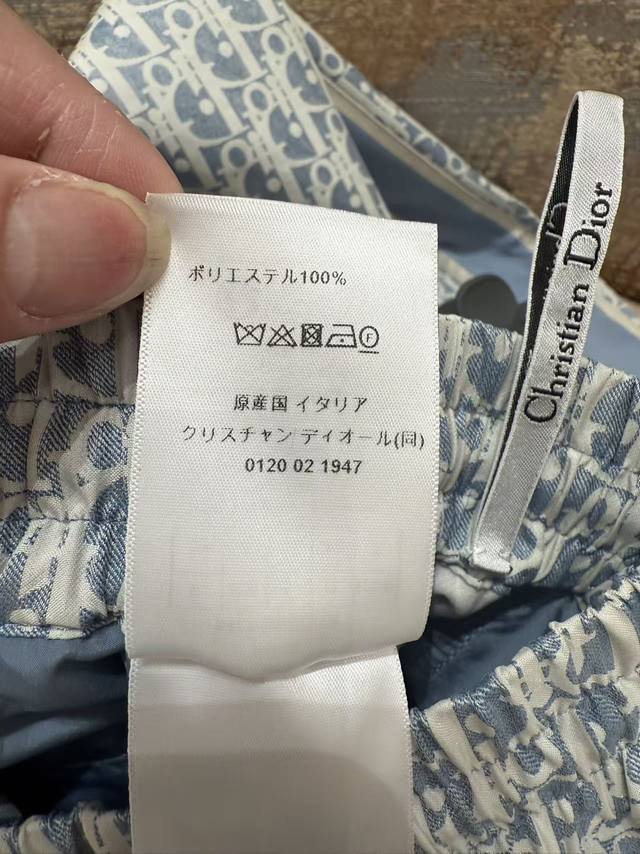 ポリエステル100%
原産国 イタリア
クリスチャン ディオール(同)
0120 02 1947
Christian Dior